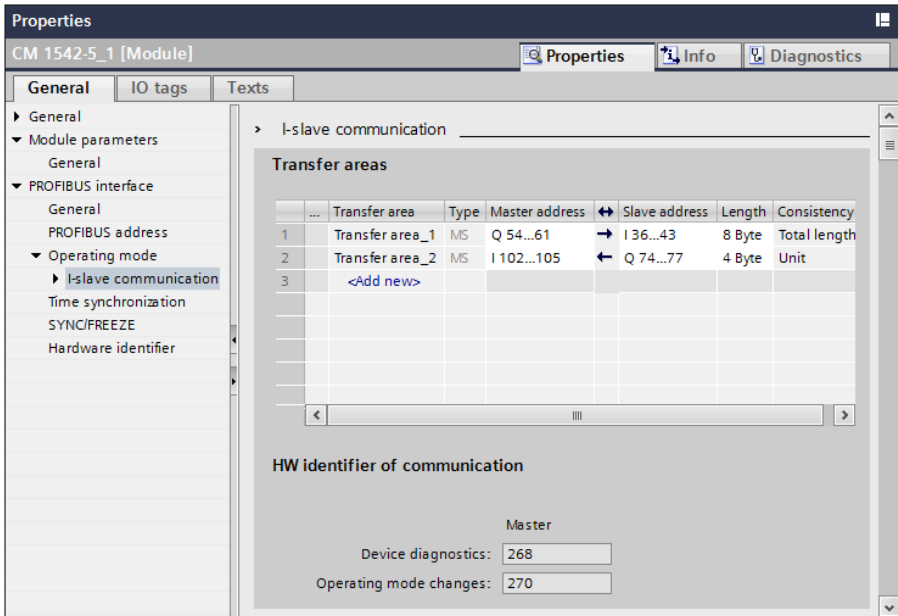 Properties
CM 1542-5_1 [Module]
Properties
Info
Diagnostics
General
IO tags
Texts
General
Module parameters
General
PROFIBUS interface
General
PROFIBUS address
Operating mode
I-slave communication
Time synchronization
SYNC/FREEZE
Hardware identifier
I-slave communication
Transfer areas
... Transfer area Type Master address ↔ Slave address Length Consistency
1 Transfer area_1 MS Q 54...61 → I 36...43 8 Byte Total length
2 Transfer area_2 MS I 102...105 ← Q 74...77 4 Byte Unit
3 <Add new>
HW identifier of communication
Master
Device diagnostics: 268
Operating mode changes: 270